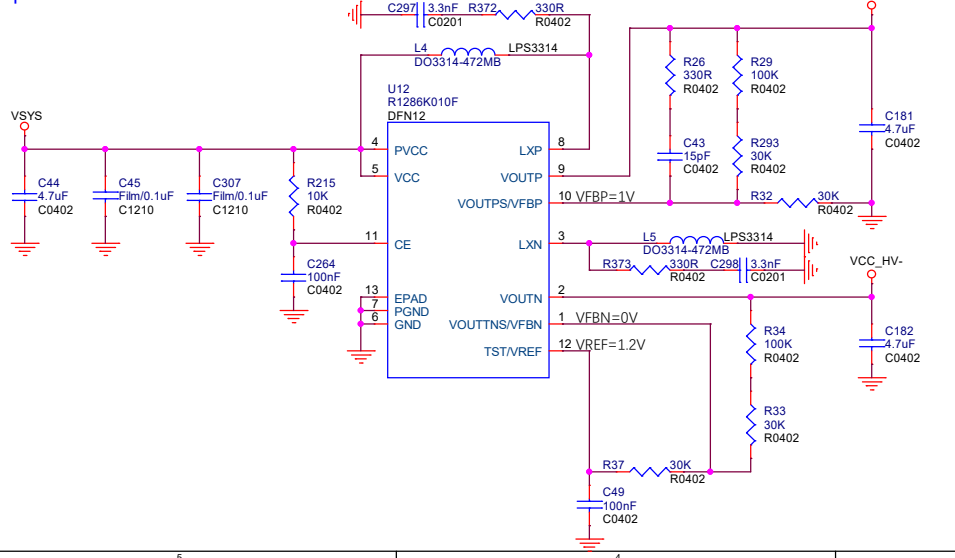 C297 3.3nF R372 330R
C0201 R0402
L4 LPS3314
DO3314-472MB
U12
R1286K010F
DFN12
VSYS
R26
330R
R0402
R29
100K
R0402
C181
4.7uF
C0402
4 PVCC LXP 8
5 VCC VOUTP 9
VOUTPS/VFBP 10 VFBP=1V
C43
15pF
C0402
R293
30K
R0402
R32 30K
R0402
C44
4.7uF
C0402
C45
Film/0.1uF
C1210
C307
Film/0.1uF
C1210
R215
10K
R0402
11 CE LXN 3
L5 LPS3314
DO3314-472MB
R373 330R C298 3.3nF
R0402 C0201
VCC_HV-
C264
100nF
C0402
13 EPAD VOUTN 2
7 PGND
6 GND VOUTTNS/VFBN 1 VFBN=0V
TST/VREF 12 VREF=1.2V
R34
100K
R0402
C182
4.7uF
C0402
R33
30K
R0402
R37 30K
R0402
C49
100nF
C0402